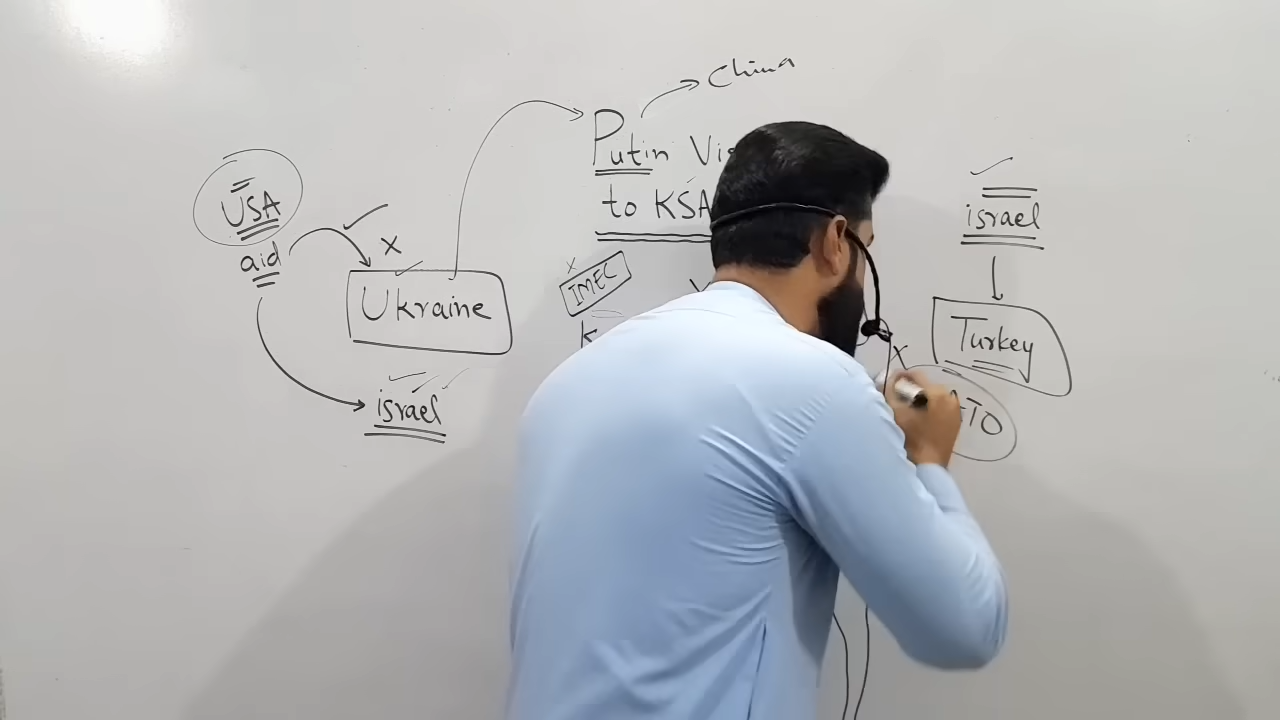 China
USA
aid
x
Ukraine
israel
Putin
to KSA
x
IMEC
israel
Turkey
x